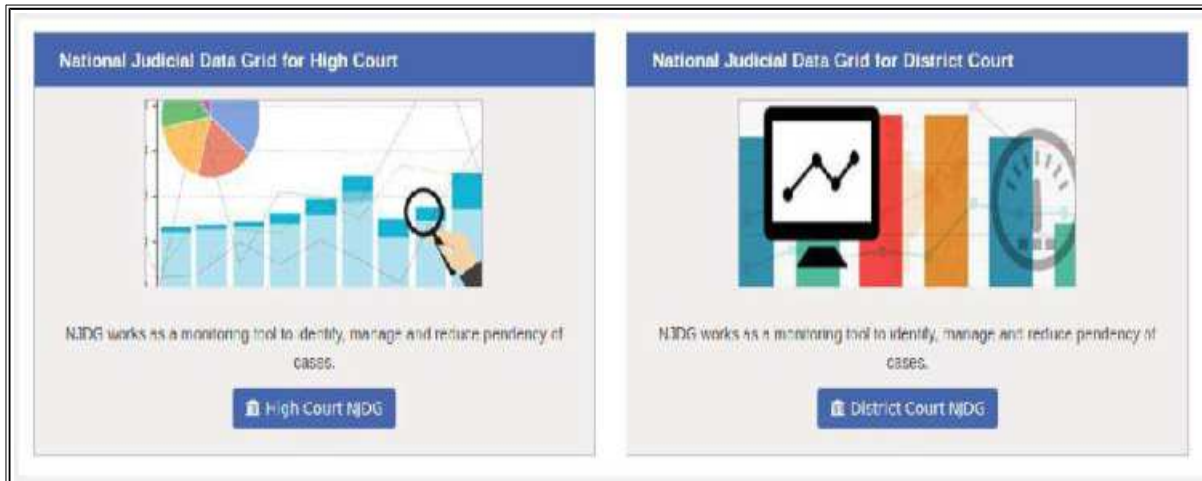 National Judicial Data Grid for High Court
NJDG works as a monitoring tool to identify, manage and reduce pendency of
cases.
High Court NJDG
National Judicial Data Grid for District Court
NJDG works as a monitoring tool to identify, manage and reduce pendency of
cases.
District Court NJDG